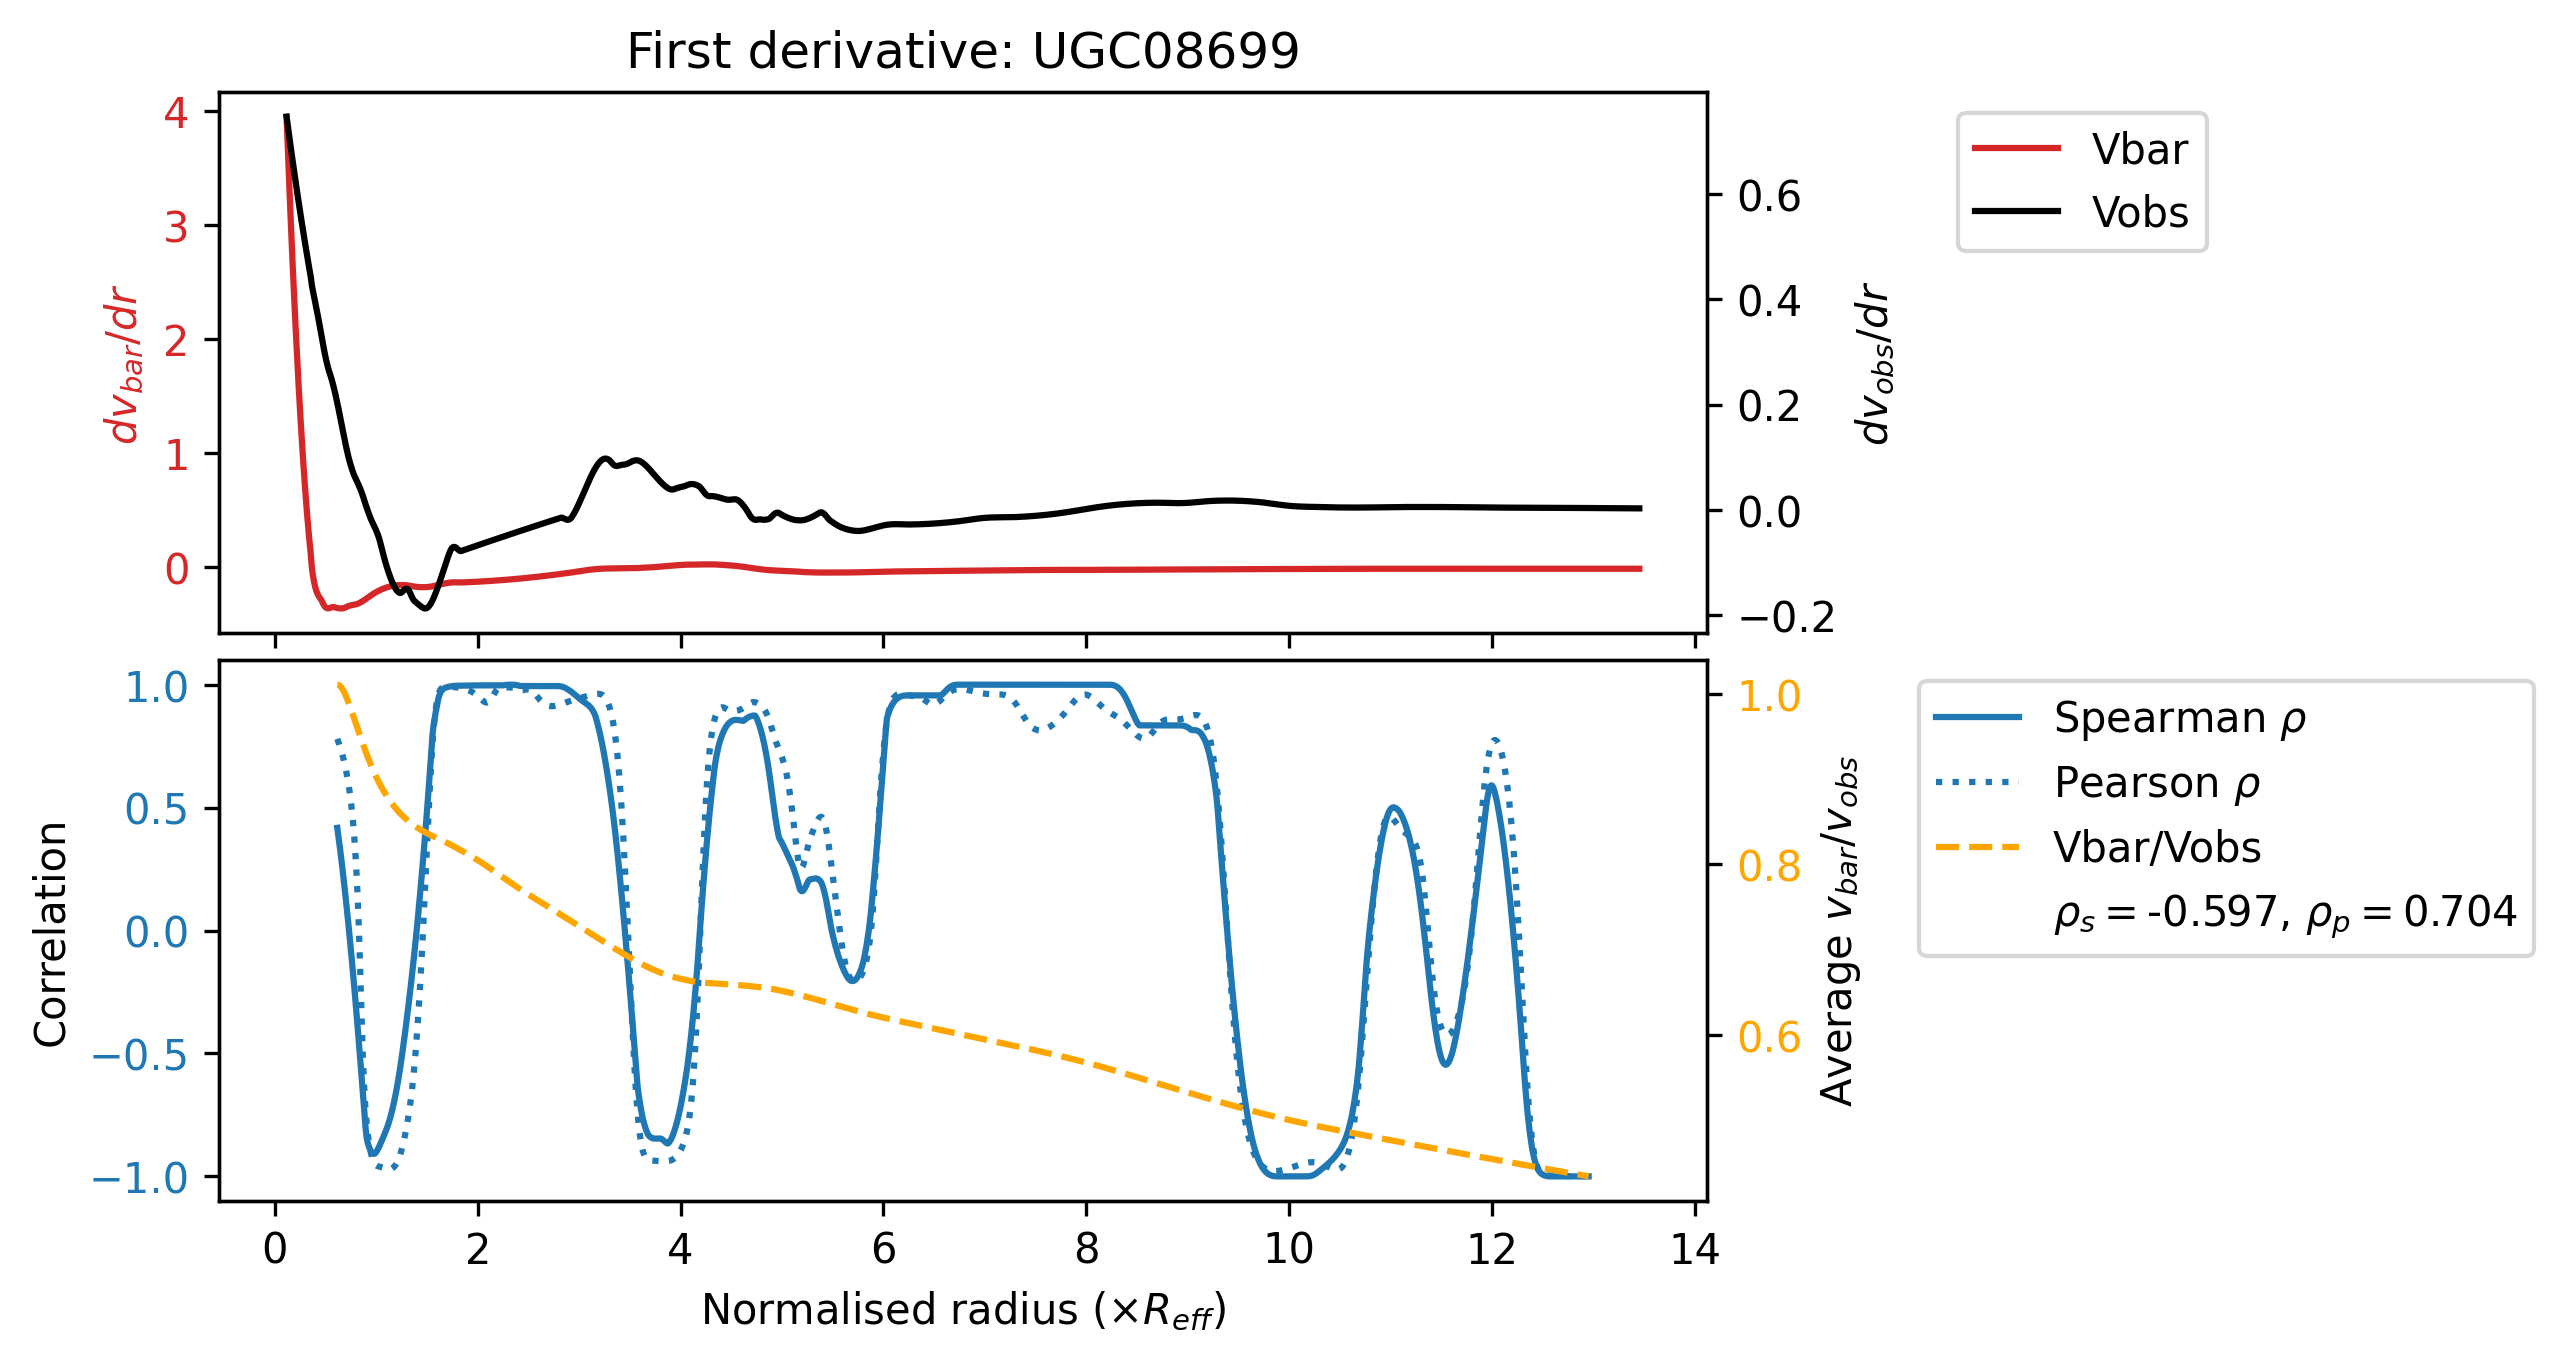 First derivative: UGC08699
4
3
2
1
0
dv_bar/dr
0.6
0.4
0.2
0.0
−0.2
dv_obs/dr
Vbar
Vobs
1.0
0.5
0.0
−0.5
−1.0
Correlation
1.0
0.8
0.6
Average v_bar/v_obs
Spearman ρ
Pearson ρ
Vbar/Vobs
ρ_s = -0.597, ρ_p = 0.704
0 2 4 6 8 10 12 14
Normalised radius (×R_eff)